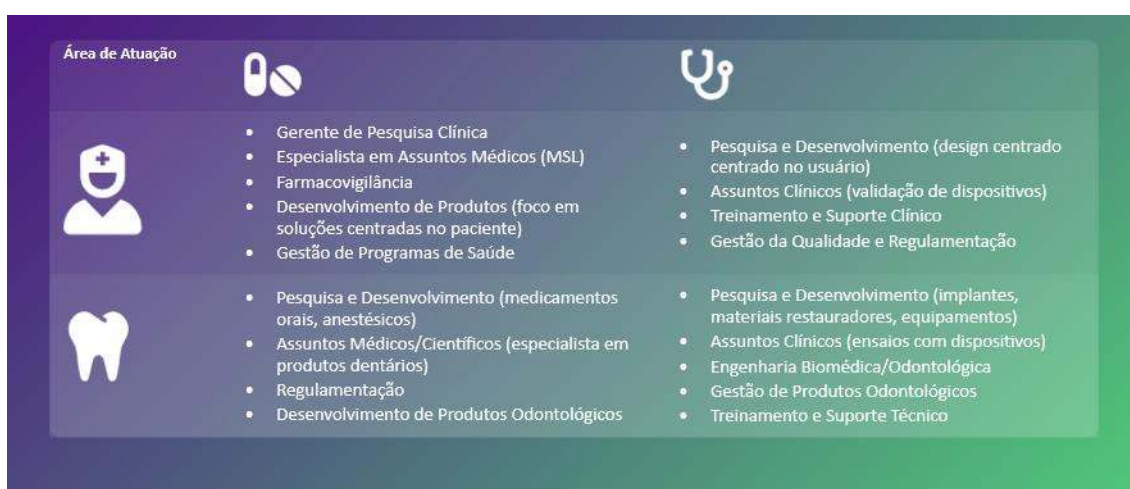 Área de Atuação
• Gerente de Pesquisa Clínica
• Especialista em Assuntos Médicos (MSL)
• Farmacovigilância
• Desenvolvimento de Produtos (foco em
soluções centradas no paciente)
• Gestão de Programas de Saúde
• Pesquisa e Desenvolvimento (design centrado
centrado no usuário)
• Assuntos Clínicos (validação de dispositivos)
• Treinamento e Suporte Clínico
• Gestão da Qualidade e Regulamentação
• Pesquisa e Desenvolvimento (medicamentos
orais, anestésicos)
• Assuntos Médicos/Científicos (especialista em
produtos dentários)
• Regulamentação
• Desenvolvimento de Produtos Odontológicos
• Pesquisa e Desenvolvimento (implantes,
materiais restauradores, equipamentos)
• Assuntos Clínicos (ensaios com dispositivos)
• Engenharia Biomédica/Odontológica
• Gestão de Produtos Odontológicos
• Treinamento e Suporte Técnico